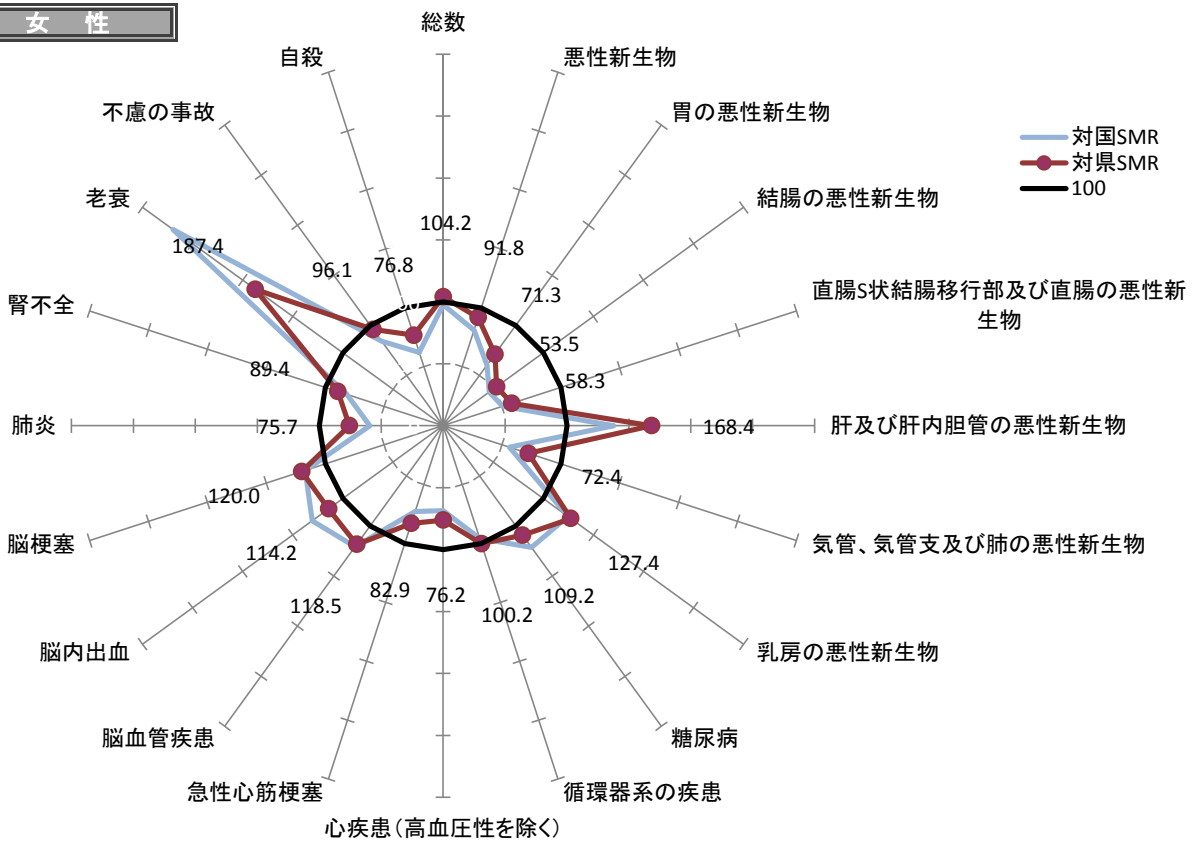 女 性
総数
悪性新生物
胃の悪性新生物
結腸の悪性新生物
直腸S状結腸移行部及び直腸の悪性新
生物
肝及び肝内胆管の悪性新生物
気管、気管支及び肺の悪性新生物
乳房の悪性新生物
糖尿病
循環器系の疾患
心疾患（高血圧性を除く）
急性心筋梗塞
脳血管疾患
脳内出血
脳梗塞
肺炎
腎不全
老衰
不慮の事故
自殺
対国SMR
対県SMR
100
104.2
91.8
71.3
53.5
58.3
168.4
72.4
127.4
109.2
100.2
76.2
82.9
118.5
114.2
120.0
75.7
89.4
187.4
96.1
76.8